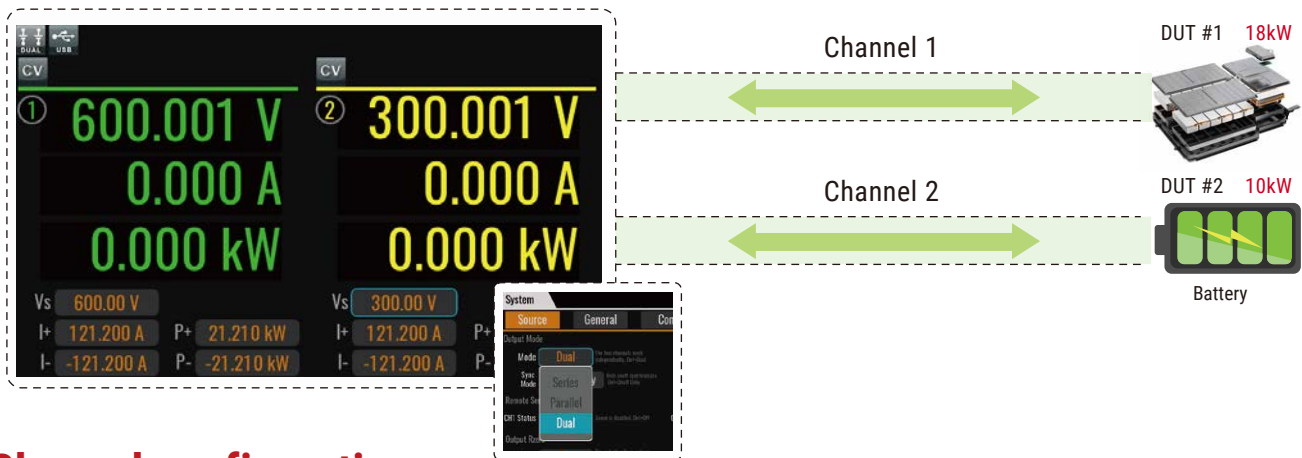 DUAL
USB
CV
CV
1
600.001 V
0.000 A
0.000 kW
2
300.001 V
0.000 A
0.000 kW
Vs 600.00 V
I+ 121.200 A P+ 21.210 kW
I- -121.200 A P- -21.210 kW
Vs 300.00 V
I+ 121.200 A P+
I- -121.200 A P-
System
Source General Con
Output Mode
Mode Dual
Sync
Mode
Series
Parallel
Dual
CH1 Status
Channel 1
DUT #1 18kW
Channel 2
DUT #2 10kW
Battery